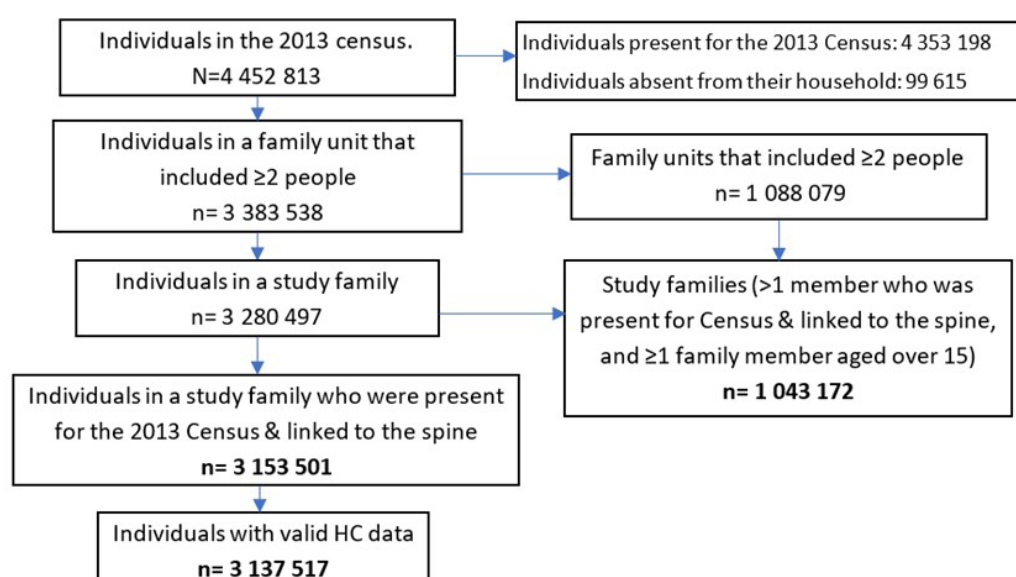 Individuals in the 2013 census.
N=4 452 813
Individuals present for the 2013 Census: 4 353 198
Individuals absent from their household: 99 615
Individuals in a family unit that
included ≥2 people
n= 3 383 538
Family units that included ≥2 people
n= 1 088 079
Individuals in a study family
n= 3 280 497
Study families (>1 member who was
present for Census & linked to the spine,
and ≥1 family member aged over 15)
n= 1 043 172
Individuals in a study family who were present
for the 2013 Census & linked to the spine
n= 3 153 501
Individuals with valid HC data
n= 3 137 517